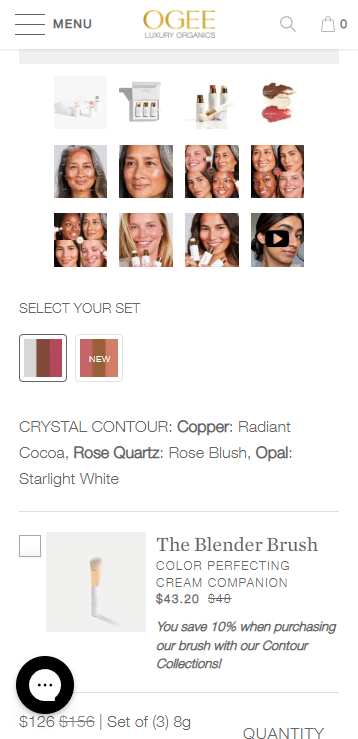 MENU
OGEE
LUXURY ORGANICS
0
SELECT YOUR SET
NEW
CRYSTAL CONTOUR: Copper: Radiant
Cocoa, Rose Quartz: Rose Blush, Opal:
Starlight White
The Blender Brush
COLOR PERFECTING
CREAM COMPANION
$43.20 $48
You save 10% when purchasing
our brush with our Contour
Collections!
$126 $156 | Set of (3) 8g
QUANTITY